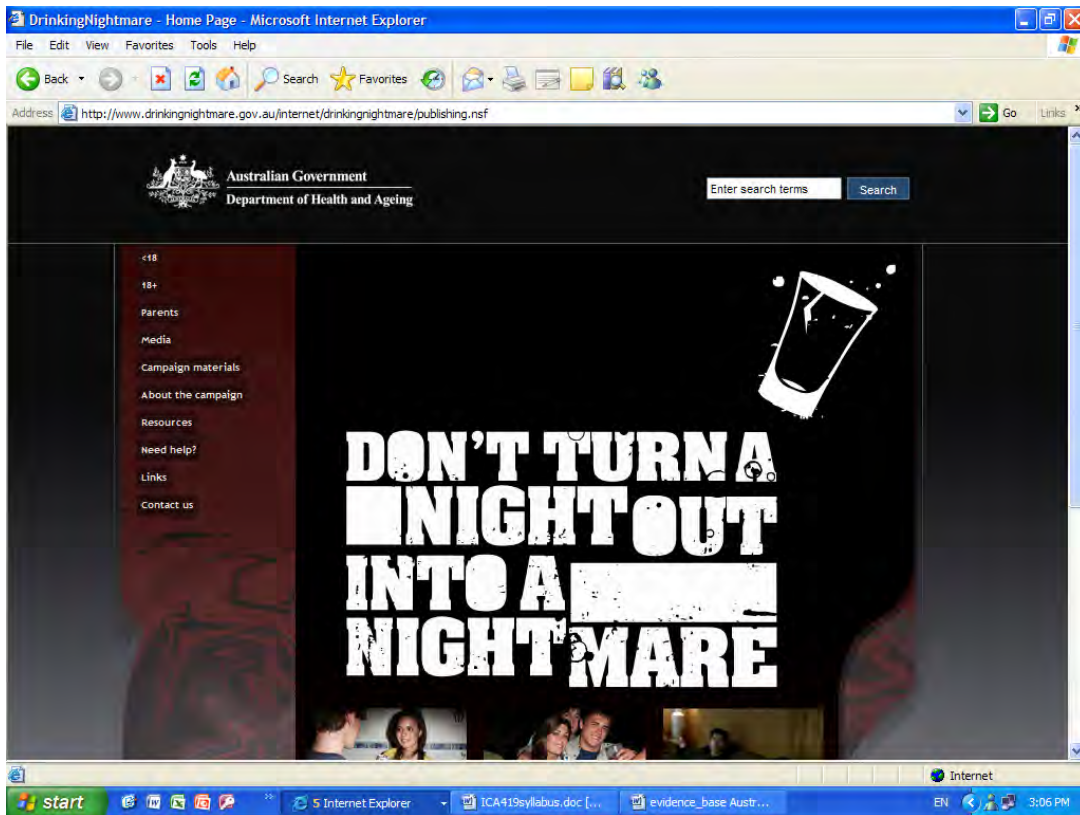 DrinkingNightmare - Home Page - Microsoft Internet Explorer
File Edit View Favorites Tools Help
Back Search Favorites
Address http://www.drinkingnightmare.gov.au/internet/drinkingnightmare/publishing.nsf Go Links
Australian Government
Department of Health and Ageing
Enter search terms Search
<18
18+
Parents
Media
Campaign materials
About the campaign
Resources
Need help?
Links
Contact us
DON'T TURN A
NIGHT OUT
INTO A
NIGHTMARE
Internet
start 5 Internet Explorer ICA419syllabus.doc [... evidence_base Austr... EN 3:06 PM